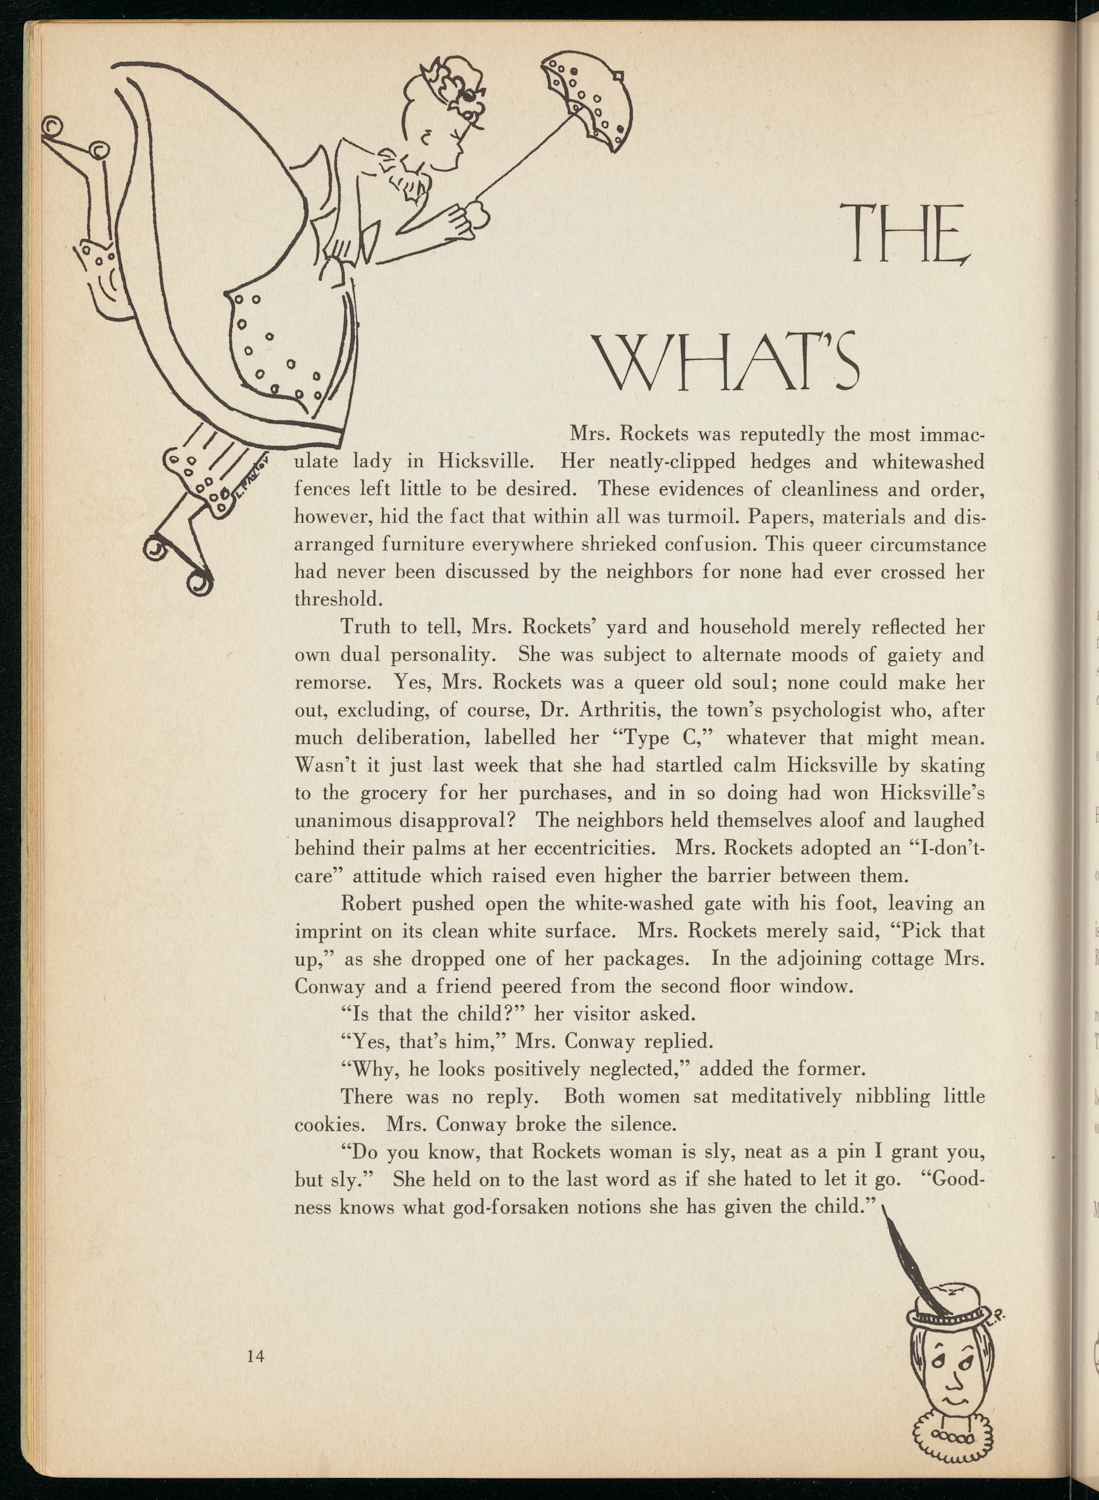 THE
WHAT'S
Mrs. Rockets was reputedly the most immac-
ulate lady in Hicksville. Her neatly-clipped hedges and whitewashed
fences left little to be desired. These evidences of cleanliness and order,
however, hid the fact that within all was turmoil. Papers, materials and dis-
arranged furniture everywhere shrieked confusion. This queer circumstance
had never been discussed by the neighbors for none had ever crossed her
threshold.
Truth to tell, Mrs. Rockets' yard and household merely reflected her
own dual personality. She was subject to alternate moods of gaiety and
remorse. Yes, Mrs. Rockets was a queer old soul; none could make her
out, excluding, of course, Dr. Arthritis, the town's psychologist who, after
much deliberation, labelled her “Type C,” whatever that might mean.
Wasn't it just last week that she had startled calm Hicksville by skating
to the grocery for her purchases, and in so doing had won Hicksville's
unanimous disapproval? The neighbors held themselves aloof and laughed
behind their palms at her eccentricities. Mrs. Rockets adopted an “I-don't-
care” attitude which raised even higher the barrier between them.
Robert pushed open the white-washed gate with his foot, leaving an
imprint on its clean white surface. Mrs. Rockets merely said, “Pick that
up,” as she dropped one of her packages. In the adjoining cottage Mrs.
Conway and a friend peered from the second floor window.
“Is that the child?” her visitor asked.
“Yes, that's him,” Mrs. Conway replied.
“Why, he looks positively neglected,” added the former.
There was no reply. Both women sat meditatively nibbling little
cookies. Mrs. Conway broke the silence.
“Do you know, that Rockets woman is sly, neat as a pin I grant you,
but sly.” She held on to the last word as if she hated to let it go. “Good-
ness knows what god-forsaken notions she has given the child.”
L.P.
14